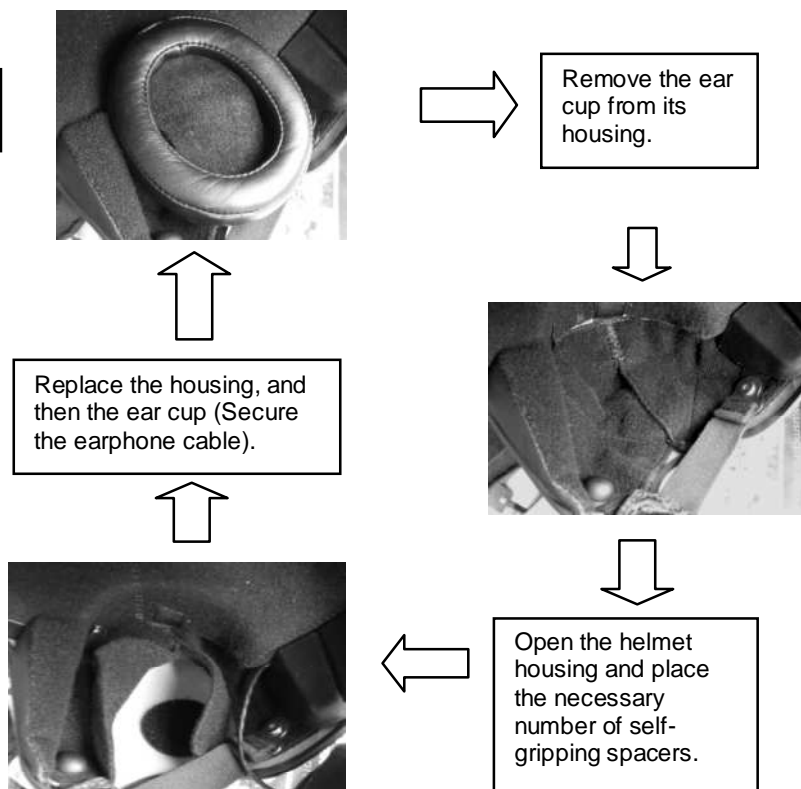 Remove the ear
cup from its
housing.
Replace the housing, and
then the ear cup (Secure
the earphone cable).
Open the helmet
housing and place
the necessary
number of self-
gripping spacers.